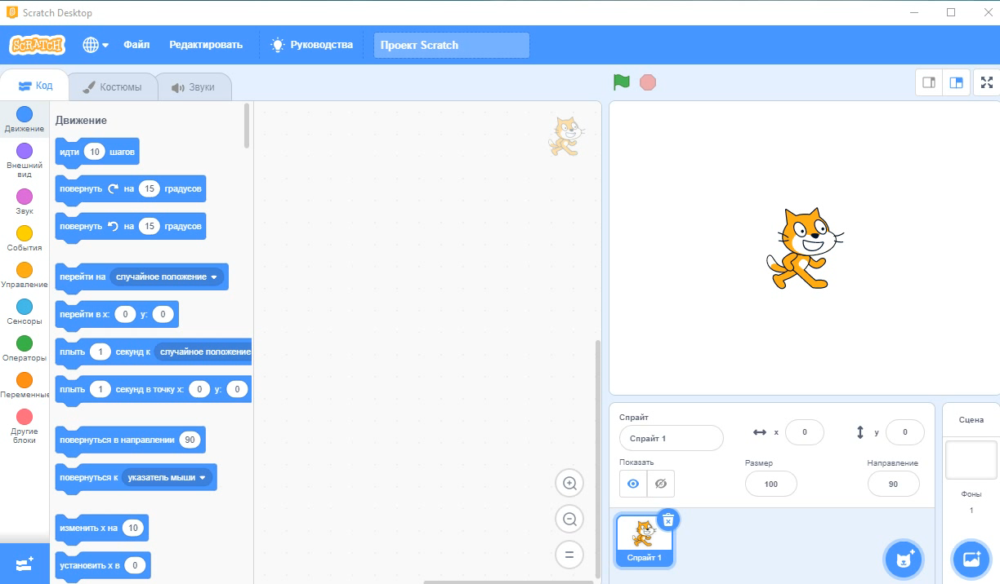 Scratch Desktop
SCRATCH
Файл
Редактировать
Руководства
Проект Scratch
Код
Костюмы
Звуки
Движение
Внешний
вид
Звук
События
Управление
Сенсоры
Операторы
Переменные
Другие
блоки
Движение
идти 10 шагов
повернуть на 15 градусов
повернуть на 15 градусов
перейти на случайное положение
перейти в x: 0 y: 0
плыть 1 секунд к случайное положение
плыть 1 секунд в точку x: 0 y: 0
повернуться в направлении 90
повернуться к указатель мыши
изменить x на 10
установить x в 0
Спрайт
Спрайт 1
x 0
y 0
Показать
Размер
100
Направление
90
Спрайт 1
Сцена
Фоны
1